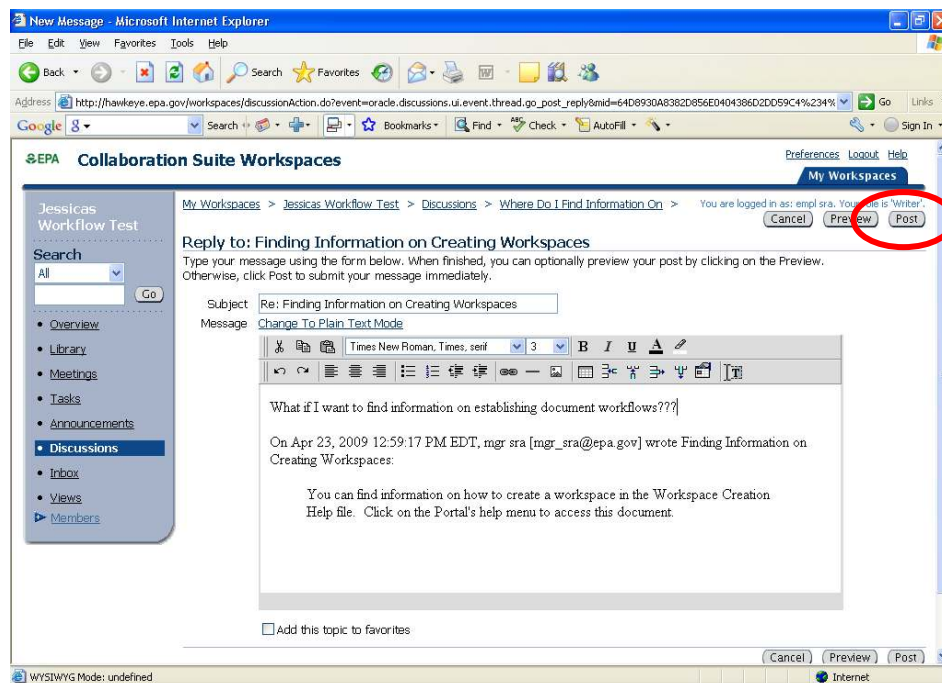 New Message - Microsoft Internet Explorer
File Edit View Favorites Tools Help
Back Search Favorites
Address http://hawkeye.epa.gov/workspaces/discussionAction.do?event=oracle.discussions.ui.event.thread.go_post_reply&mid=64D8930A8382D856E0404386D2DD59C4%234% Go Links
Google Search Bookmarks Find Check AutoFill Sign In
EPA Collaboration Suite Workspaces
Preferences Logout Help
My Workspaces
Jessicas
Workflow Test
Search
All
Go
• Overview
• Library
• Meetings
• Tasks
• Announcements
• Discussions
• Inbox
• Views
Members
My Workspaces > Jessicas Workflow Test > Discussions > Where Do I Find Information On >
You are logged in as: empl sra. Your role is 'Writer'.
Cancel Preview Post
Reply to: Finding Information on Creating Workspaces
Type your message using the form below. When finished, you can optionally preview your post by clicking on the Preview.
Otherwise, click Post to submit your message immediately.
Subject Re: Finding Information on Creating Workspaces
Message Change To Plain Text Mode
Times New Roman, Times, serif 3 B I U A
What if I want to find information on establishing document workflows???
On Apr 23, 2009 12:59:17 PM EDT, mgr sra [mgr_sra@epa.gov] wrote Finding Information on
Creating Workspaces:
You can find information on how to create a workspace in the Workspace Creation
Help file. Click on the Portal's help menu to access this document.
Add this topic to favorites
Cancel Preview Post
WYSIWYG Mode: undefined Internet